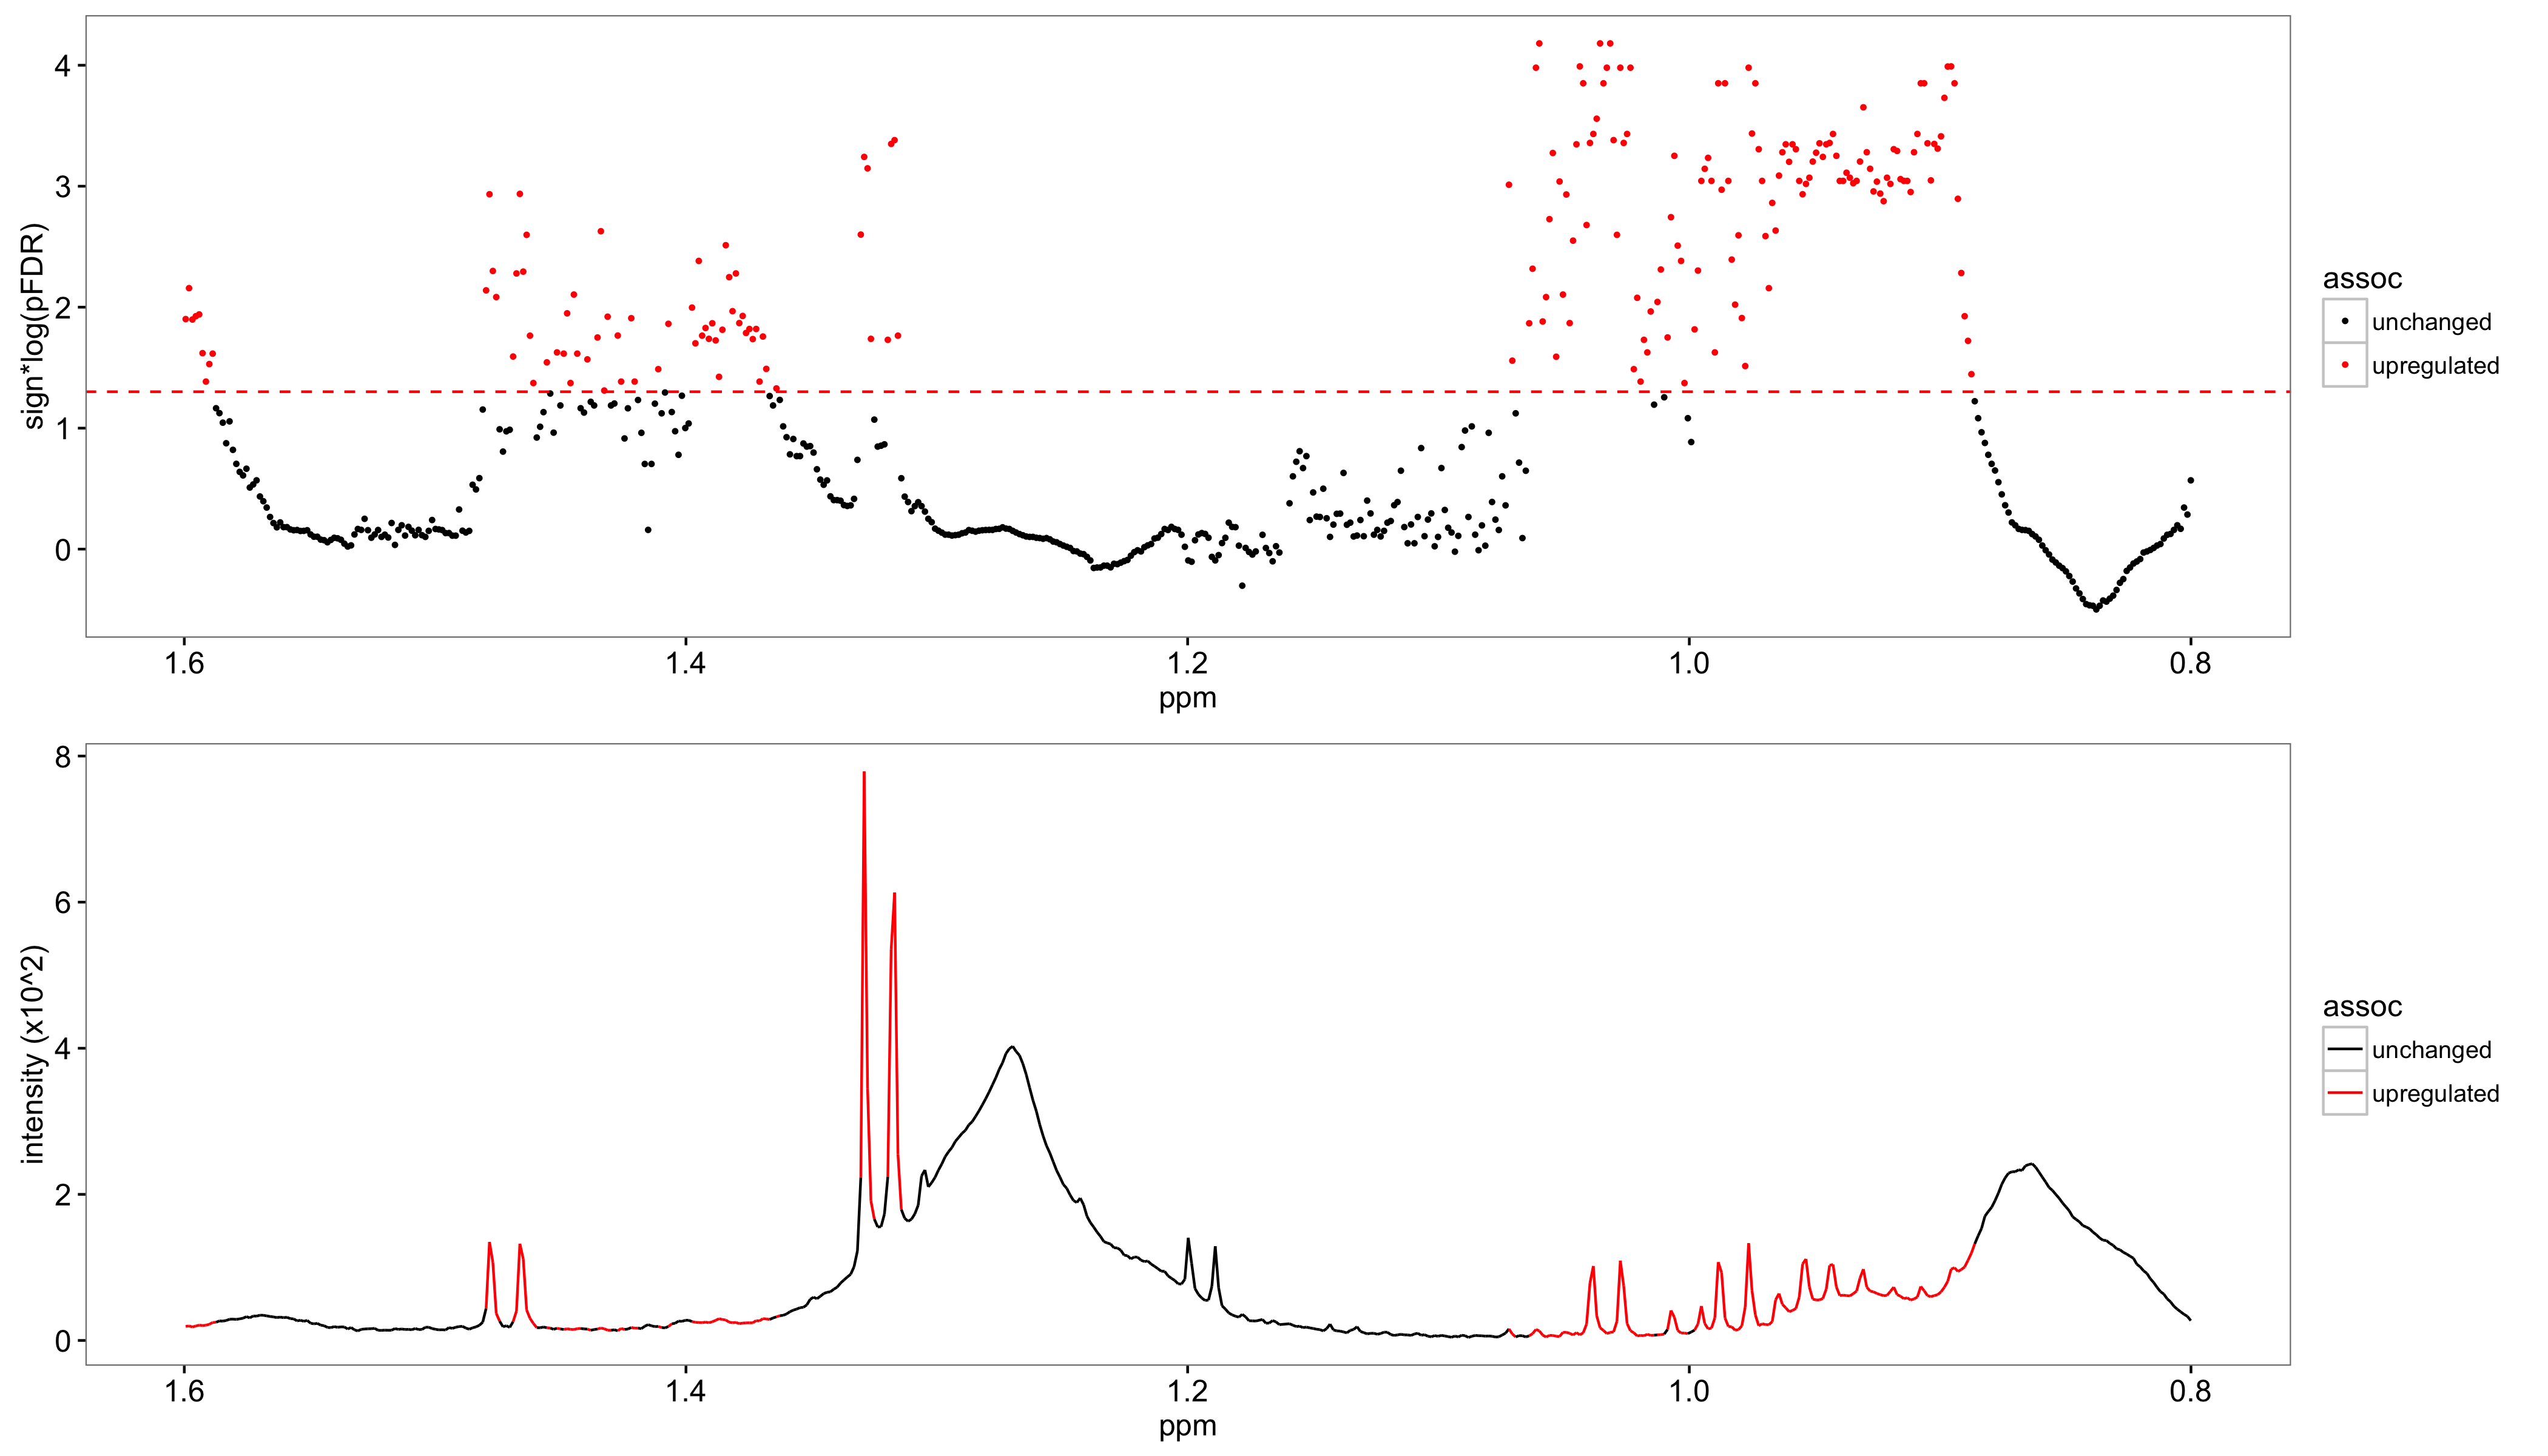 sign*log(pFDR)
4
3
2
1
0
1.6 1.4 1.2 1.0 0.8
ppm
assoc
unchanged
upregulated
intensity (x10^2)
8
6
4
2
0
1.6 1.4 1.2 1.0 0.8
ppm
assoc
unchanged
upregulated